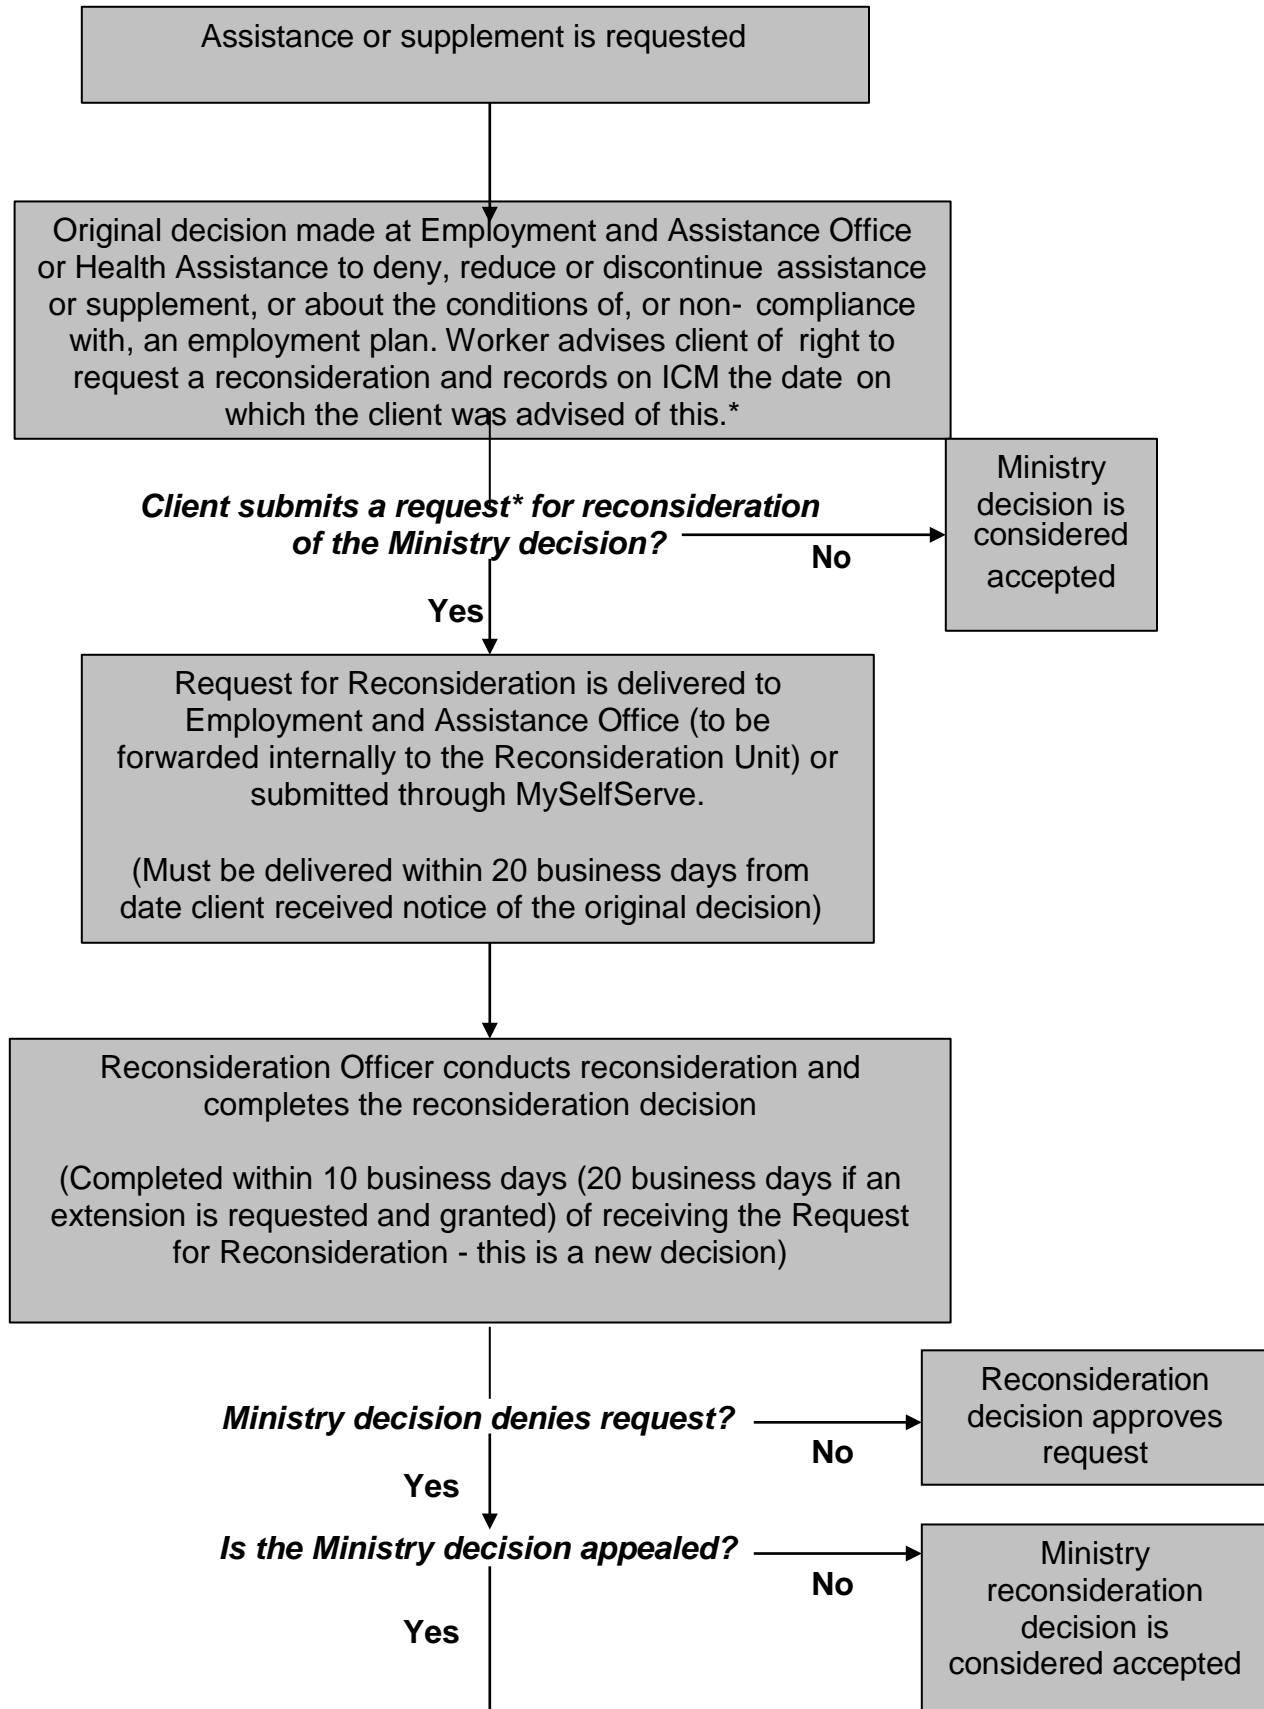 Assistance or supplement is requested
Original decision made at Employment and Assistance Office
or Health Assistance to deny, reduce or discontinue assistance
or supplement, or about the conditions of, or non- compliance
with, an employment plan. Worker advises client of right to
request a reconsideration and records on ICM the date on
which the client was advised of this.*
Client submits a request* for reconsideration
of the Ministry decision?
No
Ministry
decision is
considered
accepted
Yes
Request for Reconsideration is delivered to
Employment and Assistance Office (to be
forwarded internally to the Reconsideration Unit) or
submitted through MySelfServe.
(Must be delivered within 20 business days from
date client received notice of the original decision)
Reconsideration Officer conducts reconsideration and
completes the reconsideration decision
(Completed within 10 business days (20 business days if an
extension is requested and granted) of receiving the Request
for Reconsideration - this is a new decision)
Ministry decision denies request?
No
Reconsideration
decision approves
request
Yes
Is the Ministry decision appealed?
No
Ministry
reconsideration
decision is
considered accepted
Yes